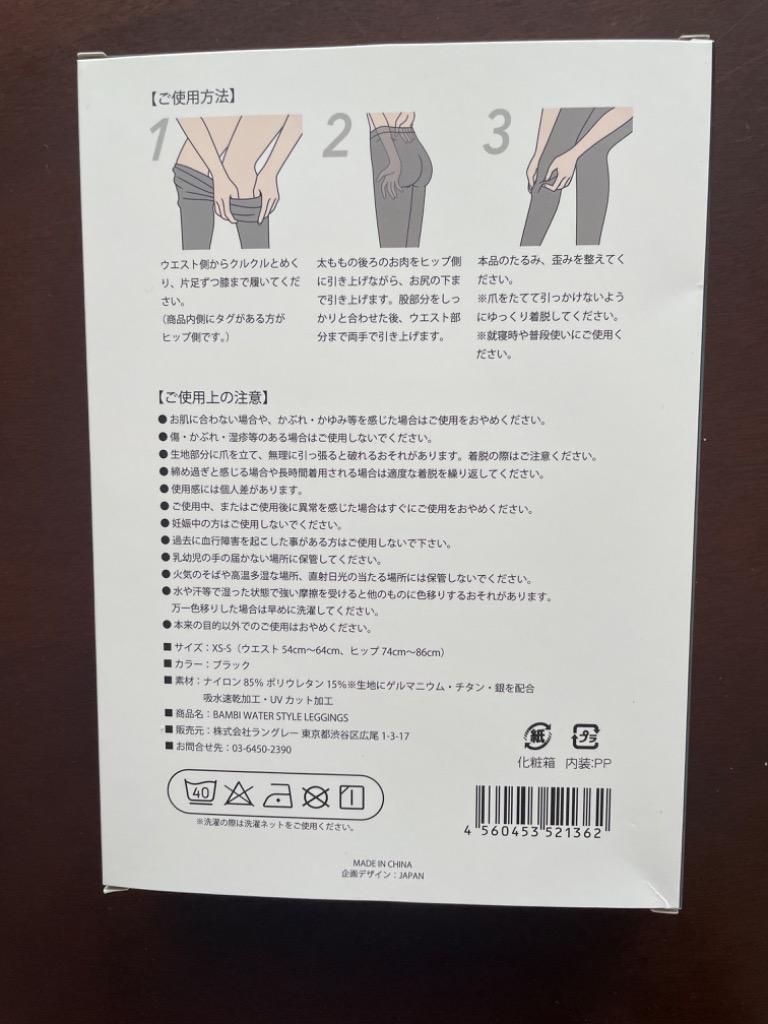 【ご使用方法】
1
2
3
ウエスト側からクルクルとめく
り、片足ずつ膝まで履いてくだ
さい。
（商品内側にタグがある方が
ヒップ側です。）
太ももの後ろのお肉をヒップ側
に引き上げながら、お尻の下ま
で引き上げます。股部分をしっ
かりと合わせた後、ウエスト部
分まで両手で引き上げます。
本品のたるみ、歪みを整えてく
ださい。
※爪をたてて引っかけないよう
にゆっくり着脱してください。
※就寝時や普段使いにご使用く
ださい。
【ご使用上の注意】
●お肌に合わない場合や、かぶれ・かゆみ等を感じた場合はご使用をおやめください。
●傷・かぶれ・湿疹等のある場合はご使用しないでください。
●生地部分に爪を立て、無理に引っ張ると破れるおそれがあります。着脱の際はご注意ください。
●締め過ぎと感じる場合や長時間着用される場合は適度な着脱を繰り返してください。
●使用感には個人差があります。
●ご使用中、またはご使用後に異常を感じた場合はすぐにご使用をおやめください。
●妊娠中の方はご使用しないでください。
●過去に血行障害を起こした事がある方はご使用しないで下さい。
●乳幼児の手の届かない場所に保管してください。
●火気のそばや高温多湿な場所、直射日光の当たる場所には保管しないでください。
●水や汗等で湿った状態で強い摩擦を受けると他のものに色移りするおそれがあります。
万一色移りした場合は早めに洗濯してください。
●本来の目的以外でのご使用はおやめください。
■サイズ：XS-S（ウエスト 54cm〜64cm、ヒップ 74cm〜86cm）
■カラー：ブラック
■素材：ナイロン 85% ポリウレタン 15%※生地にゲルマニウム・チタン・銀を配合
吸水速乾加工・UV カット加工
■商品名：BAMBI WATER STYLE LEGGINGS
■販売元：株式会社ラングレー 東京都渋谷区広尾 1-3-17
■お問合せ先：03-6450-2390
紙
プラ
化粧箱 内装:PP
40
※洗濯の際は洗濯ネットをご使用ください。
4 560453 521362
MADE IN CHINA
企画デザイン：JAPAN